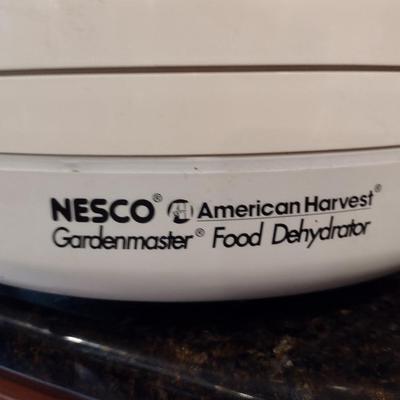 NESCO® American Harvest®
Gardenmaster® Food Dehydrator